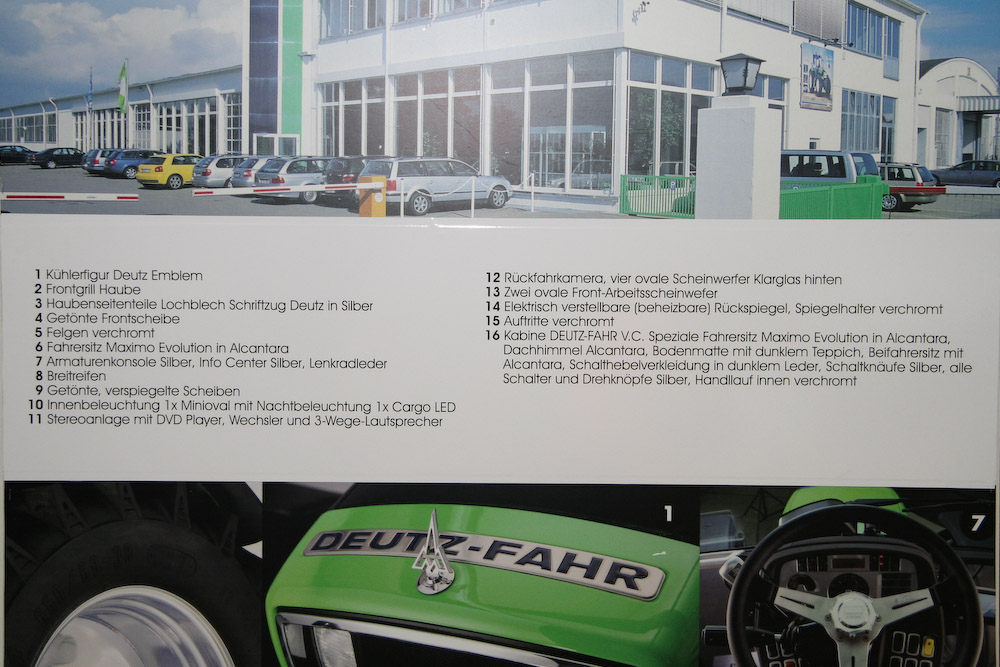 1 Kühlerfigur Deutz Emblem
2 Frontgrill Haube
3 Haubenseitenteile Lochblech Schriftzug Deutz in Silber
4 Getönte Frontscheibe
5 Felgen verchromt
6 Fahrersitz Maximo Evolution in Alcantara
7 Armaturenkonsole Silber, Info Center Silber, Lenkradleder
8 Breitreifen
9 Getönte, verspiegelte Scheiben
10 Innenbeleuchtung 1x Minioval mit Nachtbeleuchtung 1x Cargo LED
11 Stereoanlage mit DVD Player, Wechsler und 3-Wege-Lautsprecher
12 Rückfahrkamera, vier ovale Scheinwerfer Klarglas hinten
13 Zwei ovale Front-Arbeitsscheinwefer
14 Elektrisch verstellbare (beheizbare) Rückspiegel, Spiegelhalter verchromt
15 Auftritte verchromt
16 Kabine DEUTZ-FAHR V.C. Speziale Fahrersitz Maximo Evolution in Alcantara,
Dachhimmel Alcantara, Bodenmatte mit dunklem Teppich, Beifahrersitz mit
Alcantara, Schalthebelverkleidung in dunklem Leder, Schaltknäufe Silber, alle
Schalter und Drehknöpfe Silber, Handlauf innen verchromt
DEUTZ-FAHR
1
7